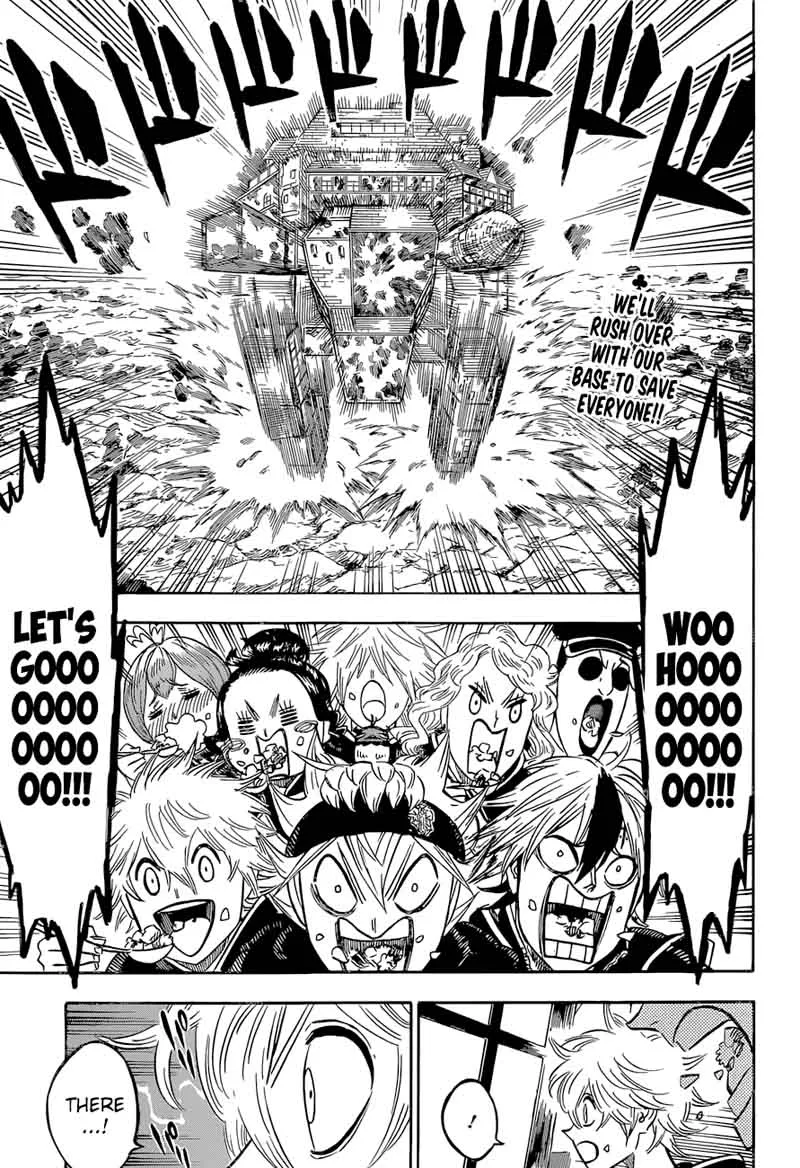 ドドドドドドドド
WE'LL
RUSH OVER
WITH OUR
BASE TO SAVE
EVERYONE!!
WOO
HOOO
OOOO
OOOO
OO!!!
LET'S
GOOO
OOOO
OOOO
OO!!!
!
THERE
...!